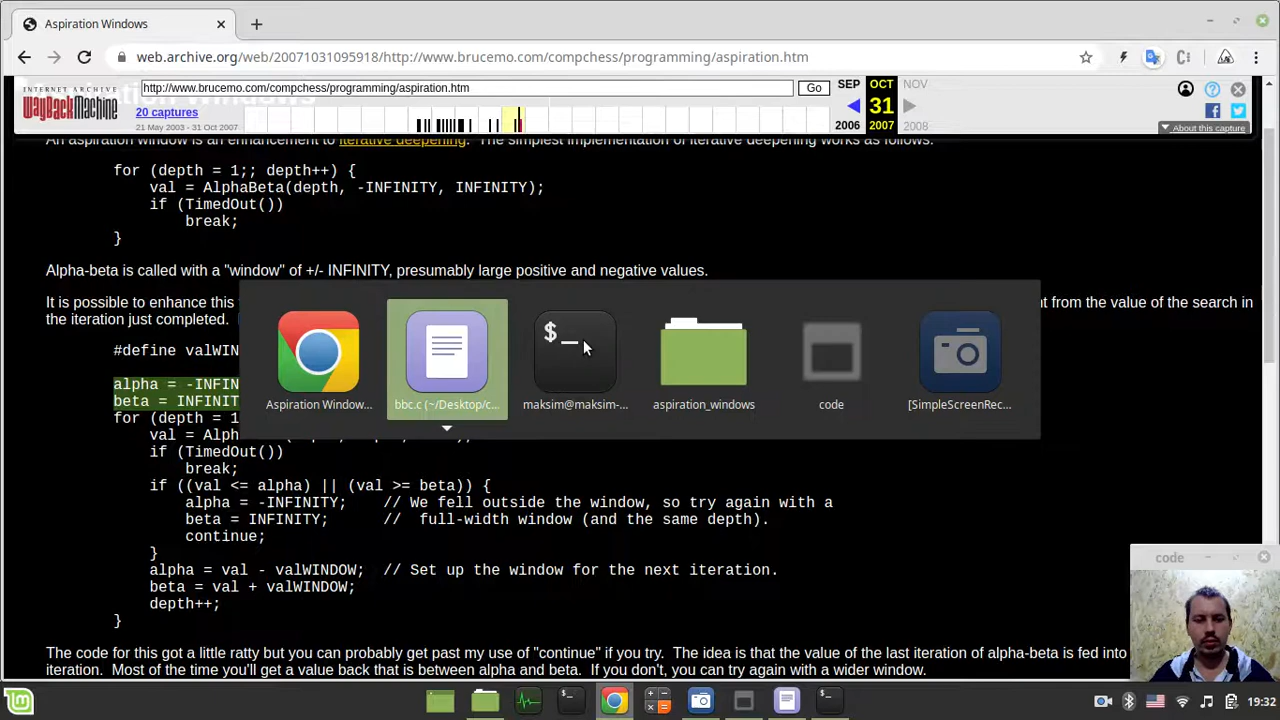 Aspiration Windows
web.archive.org/web/20071031095918/http://www.brucemo.com/compchess/programming/aspiration.htm
INTERNET ARCHIVE
WayBackMachine
http://www.brucemo.com/compchess/programming/aspiration.htm
Go
20 captures
21 May 2003 - 31 Oct 2007
SEP
OCT
NOV
31
2006
2007
2008
About this capture
An aspiration window is an enhancement to iterative deepening. The simplest implementation of iterative deepening works as follows:
for (depth = 1;; depth++) {
val = AlphaBeta(depth, -INFINITY, INFINITY);
if (TimedOut())
break;
}
Alpha-beta is called with a "window" of +/- INFINITY, presumably large positive and negative values.
It is possible to enhance this
t from the value of the search in
the iteration just completed.
#define valWIN
alpha = -INFIN
beta = INFINIT
for (depth = 1
val = Alph
if (TimedOut())
break;
if ((val <= alpha) || (val >= beta)) {
alpha = -INFINITY; // We fell outside the window, so try again with a
beta = INFINITY; // full-width window (and the same depth).
continue;
}
alpha = val - valWINDOW; // Set up the window for the next iteration.
beta = val + valWINDOW;
depth++;
}
The code for this got a little ratty but you can probably get past my use of "continue" if you try. The idea is that the value of the last iteration of alpha-beta is fed into
iteration. Most of the time you'll get a value back that is between alpha and beta. If you don't, you can try again with a wider window.
Aspiration Window...
bbc.c (~/Desktop/c...
maksim@maksim-...
aspiration_windows
code
[SimpleScreenRec...
code
19:32